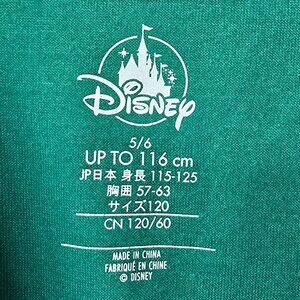 Disney
5/6
UP TO 116 cm
JP日本 身長 115-125
胸囲 57-63
サイズ120
CN 120/60
MADE IN CHINA
FABRIQUÉ EN CHINE
© DISNEY